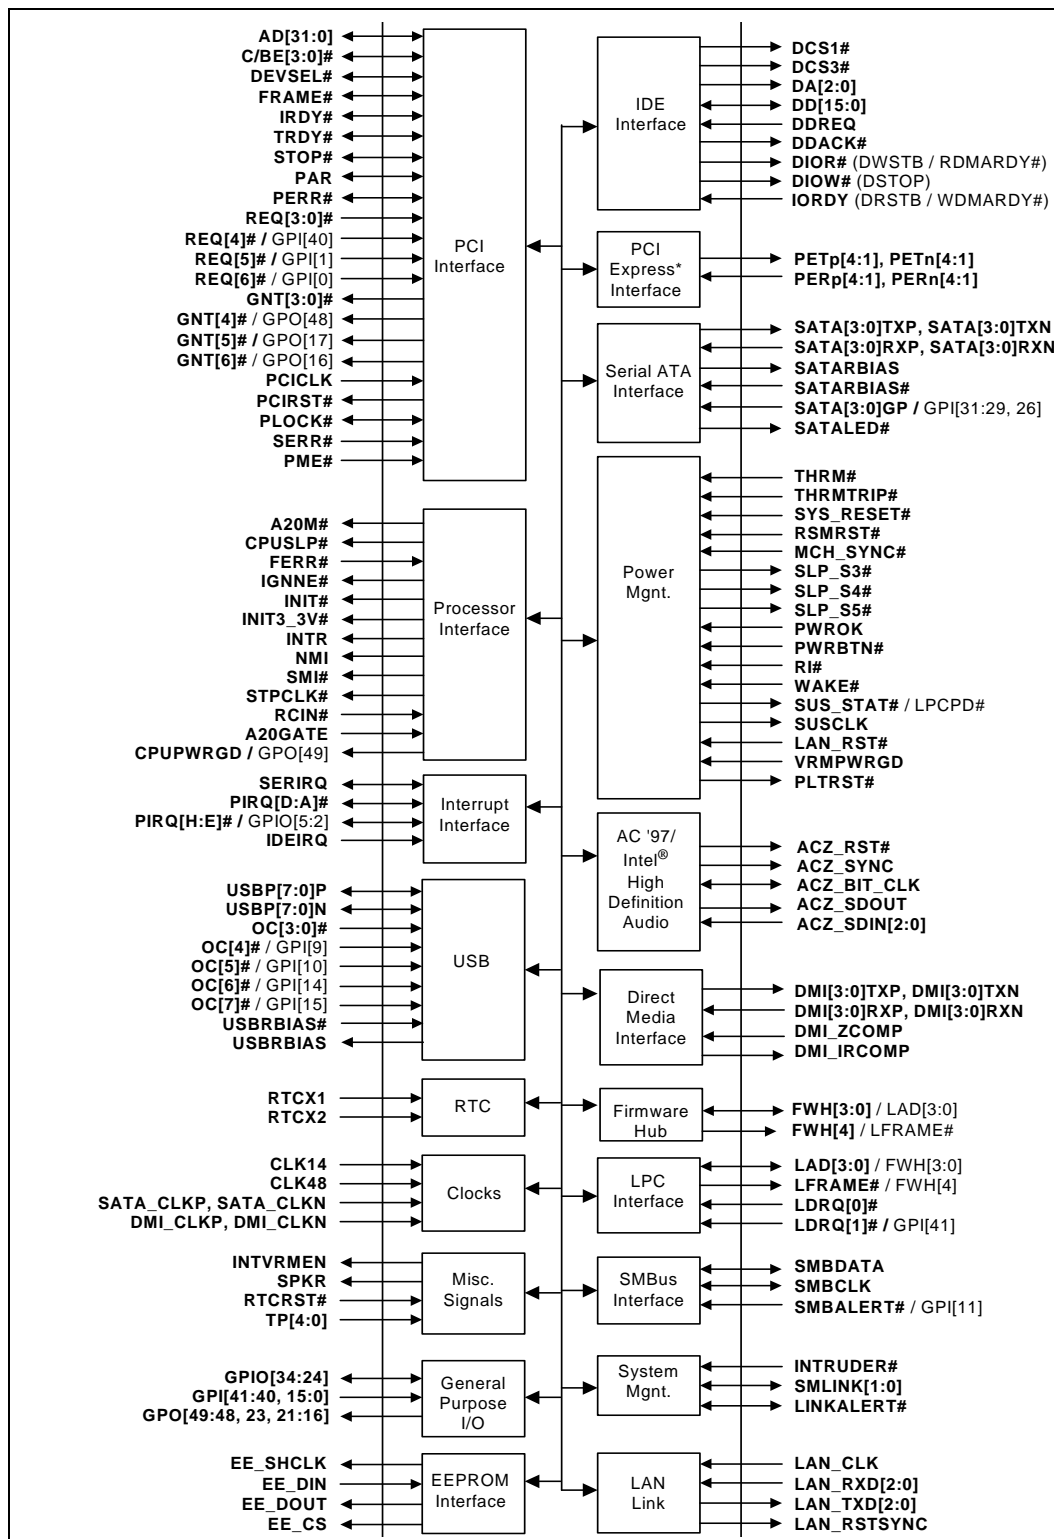 AD[31:0]
C/BE[3:0]#
DEVSEL#
FRAME#
IRDY#
TRDY#
STOP#
PAR
PERR#
REQ[3:0]#
REQ[4]# / GPI[40]
REQ[5]# / GPI[1]
REQ[6]# / GPI[0]
GNT[3:0]#
GNT[4]# / GPO[48]
GNT[5]# / GPO[17]
GNT[6]# / GPO[16]
PCICLK
PCIRST#
PLOCK#
SERR#
PME#
PCI
Interface
A20M#
CPUSLP#
FERR#
IGNNE#
INIT#
INIT3_3V#
INTR
NMI
SMI#
STPCLK#
RCIN#
A20GATE
CPUPWRGD / GPO[49]
Processor
Interface
SERIRQ
PIRQ[D:A]#
PIRQ[H:E]# / GPIO[5:2]
IDEIRQ
Interrupt
Interface
USBP[7:0]P
USBP[7:0]N
OC[3:0]#
OC[4]# / GPI[9]
OC[5]# / GPI[10]
OC[6]# / GPI[14]
OC[7]# / GPI[15]
USBRBIAS#
USBRBIAS
USB
RTCX1
RTCX2
RTC
CLK14
CLK48
SATA_CLKP, SATA_CLKN
DMI_CLKP, DMI_CLKN
Clocks
INTVRMEN
SPKR
RTCRST#
TP[4:0]
Misc.
Signals
GPIO[34:24]
GPI[41:40, 15:0]
GPO[49:48, 23, 21:16]
General
Purpose
I/O
EE_SHCLK
EE_DIN
EE_DOUT
EE_CS
EEPROM
Interface
IDE
Interface
DCS1#
DCS3#
DA[2:0]
DD[15:0]
DDREQ
DDACK#
DIOR# (DWSTB / RDMARDY#)
DIOW# (DSTOP)
IORDY (DRSTB / WDMARDY#)
PCI
Express*
Interface
PETp[4:1], PETn[4:1]
PERp[4:1], PERn[4:1]
Serial ATA
Interface
SATA[3:0]TXP, SATA[3:0]TXN
SATA[3:0]RXP, SATA[3:0]RXN
SATARBIAS
SATARBIAS#
SATA[3:0]GP / GPI[31:29, 26]
SATALED#
Power
Mgnt.
THRM#
THRMTRIP#
SYS_RESET#
RSMRST#
MCH_SYNC#
SLP_S3#
SLP_S4#
SLP_S5#
PWROK
PWRBTN#
RI#
WAKE#
SUS_STAT# / LPCPD#
SUSCLK
LAN_RST#
VRMPWRGD
PLTRST#
AC '97/
Intel®
High
Definition
Audio
ACZ_RST#
ACZ_SYNC
ACZ_BIT_CLK
ACZ_SDOUT
ACZ_SDIN[2:0]
Direct
Media
Interface
DMI[3:0]TXP, DMI[3:0]TXN
DMI[3:0]RXP, DMI[3:0]RXN
DMI_ZCOMP
DMI_IRCOMP
Firmware
Hub
FWH[3:0] / LAD[3:0]
FWH[4] / LFRAME#
LPC
Interface
LAD[3:0] / FWH[3:0]
LFRAME# / FWH[4]
LDRQ[0]#
LDRQ[1]# / GPI[41]
SMBus
Interface
SMBDATA
SMBCLK
SMBALERT# / GPI[11]
System
Mgnt.
INTRUDER#
SMLINK[1:0]
LINKALERT#
LAN
Link
LAN_CLK
LAN_RXD[2:0]
LAN_TXD[2:0]
LAN_RSTSYNC